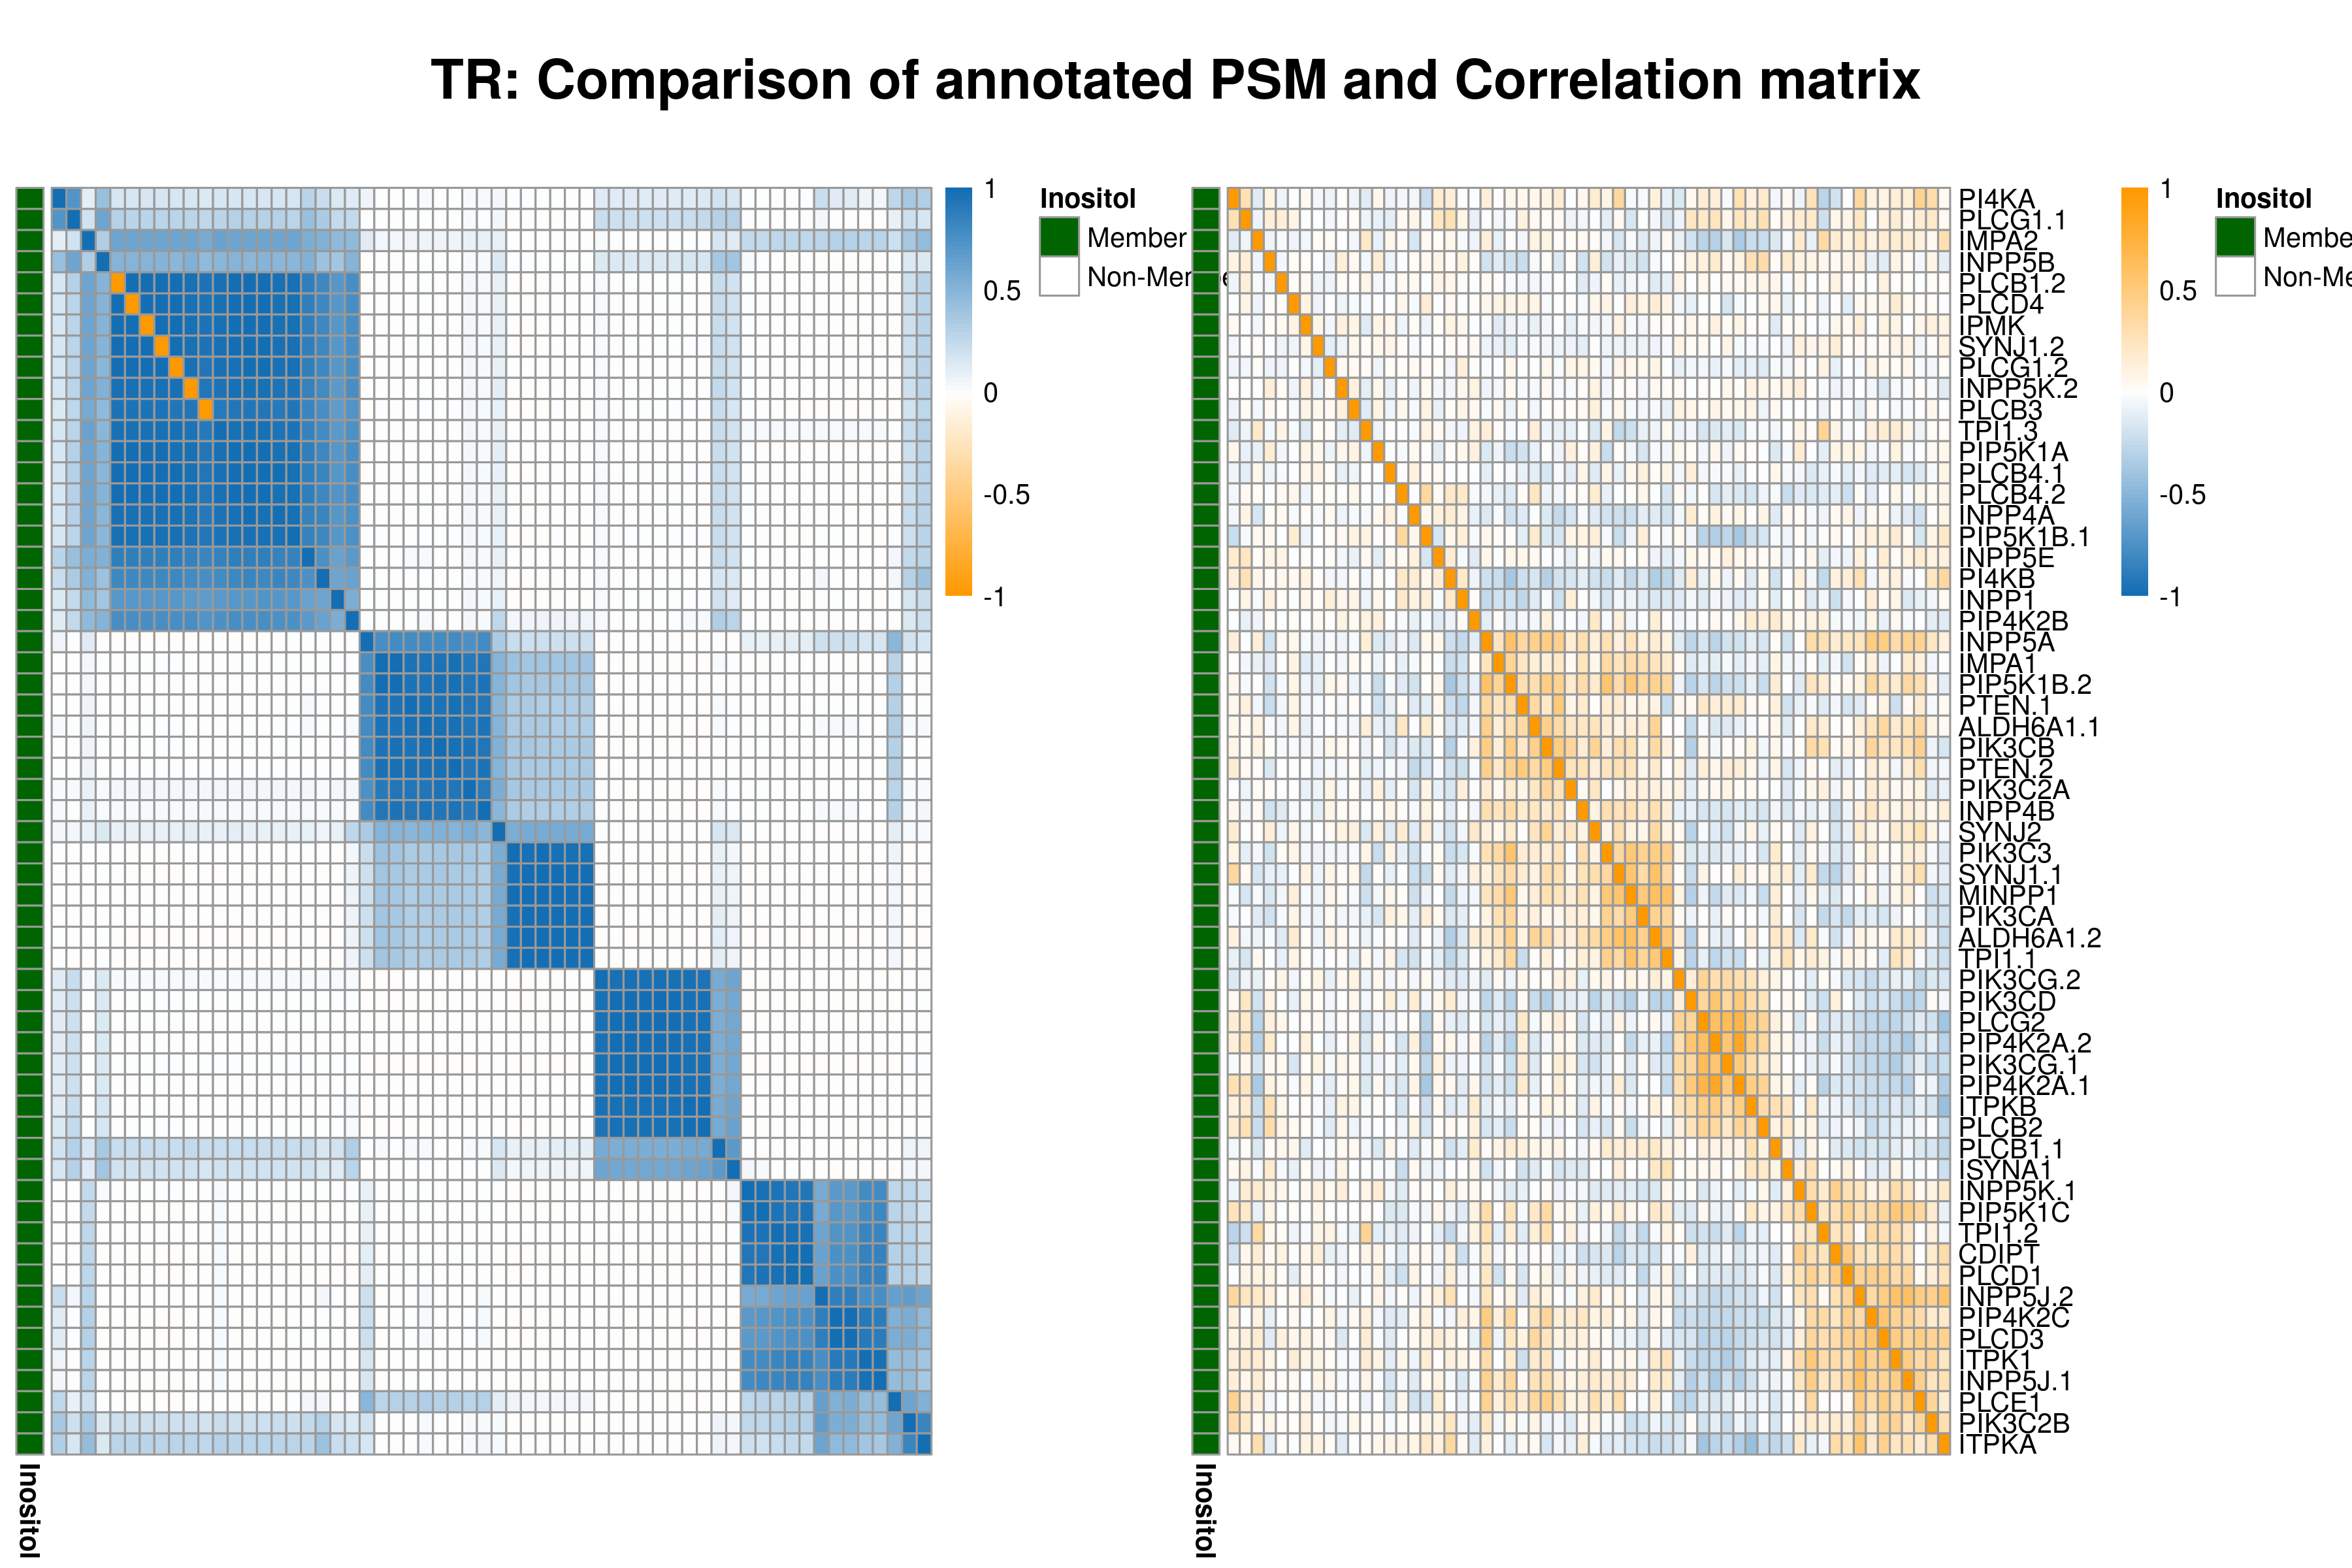 TR: Comparison of annotated PSM and Correlation matrix
1
0.5
0
-0.5
-1
Inositol
Member
Non-Mem
Inositol
PI4KA
PLCG1.1
IMPA2
INPP5B
PLCB1.2
PLCD4
IPMK
SYNJ1.2
PLCG1.2
INPP5K.2
PLCB3
TPI1.3
PIP5K1A
PLCB4.1
PLCB4.2
INPP4A
PIP5K1B.1
INPP5E
PI4KB
INPP1
PIP4K2B
INPP5A
IMPA1
PIP5K1B.2
PTEN.1
ALDH6A1.1
PIK3CB
PTEN.2
PIK3C2A
INPP4B
SYNJ2
PIK3C3
SYNJ1.1
MINPP1
PIK3CA
ALDH6A1.2
TPI1.1
PIK3CG.2
PIK3CD
PLCG2
PIP4K2A.2
PIK3CG.1
PIP4K2A.1
ITPKB
PLCB2
PLCB1.1
ISYNA1
INPP5K.1
PIP5K1C
TPI1.2
CDIPT
PLCD1
INPP5J.2
PIP4K2C
PLCD3
ITPK1
INPP5J.1
PLCE1
PIK3C2B
ITPKA
1
0.5
0
-0.5
-1
Inositol
Membe
Non-Me
Inositol